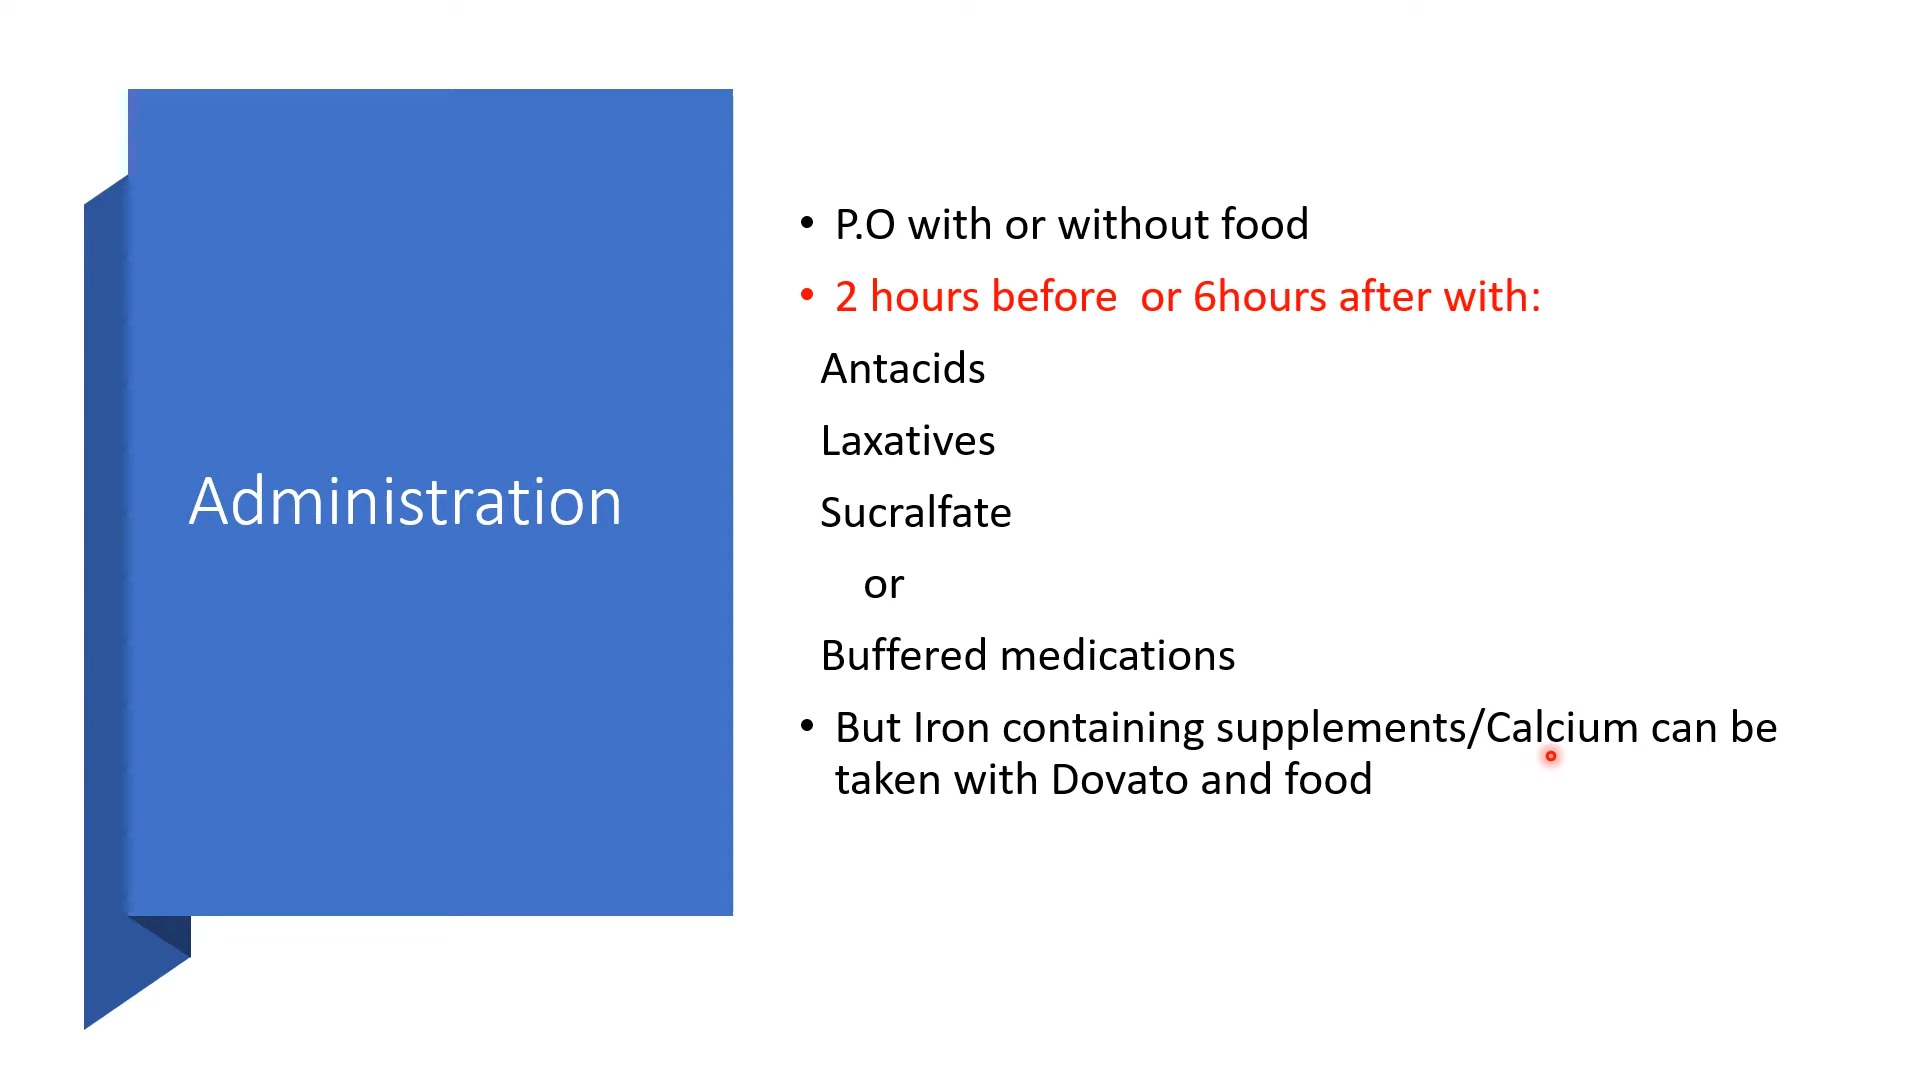 Administration
• P.O with or without food
• 2 hours before  or 6hours after with:
Antacids
Laxatives
Sucralfate
or
Buffered medications
• But Iron containing supplements/Calcium can be
taken with Dovato and food